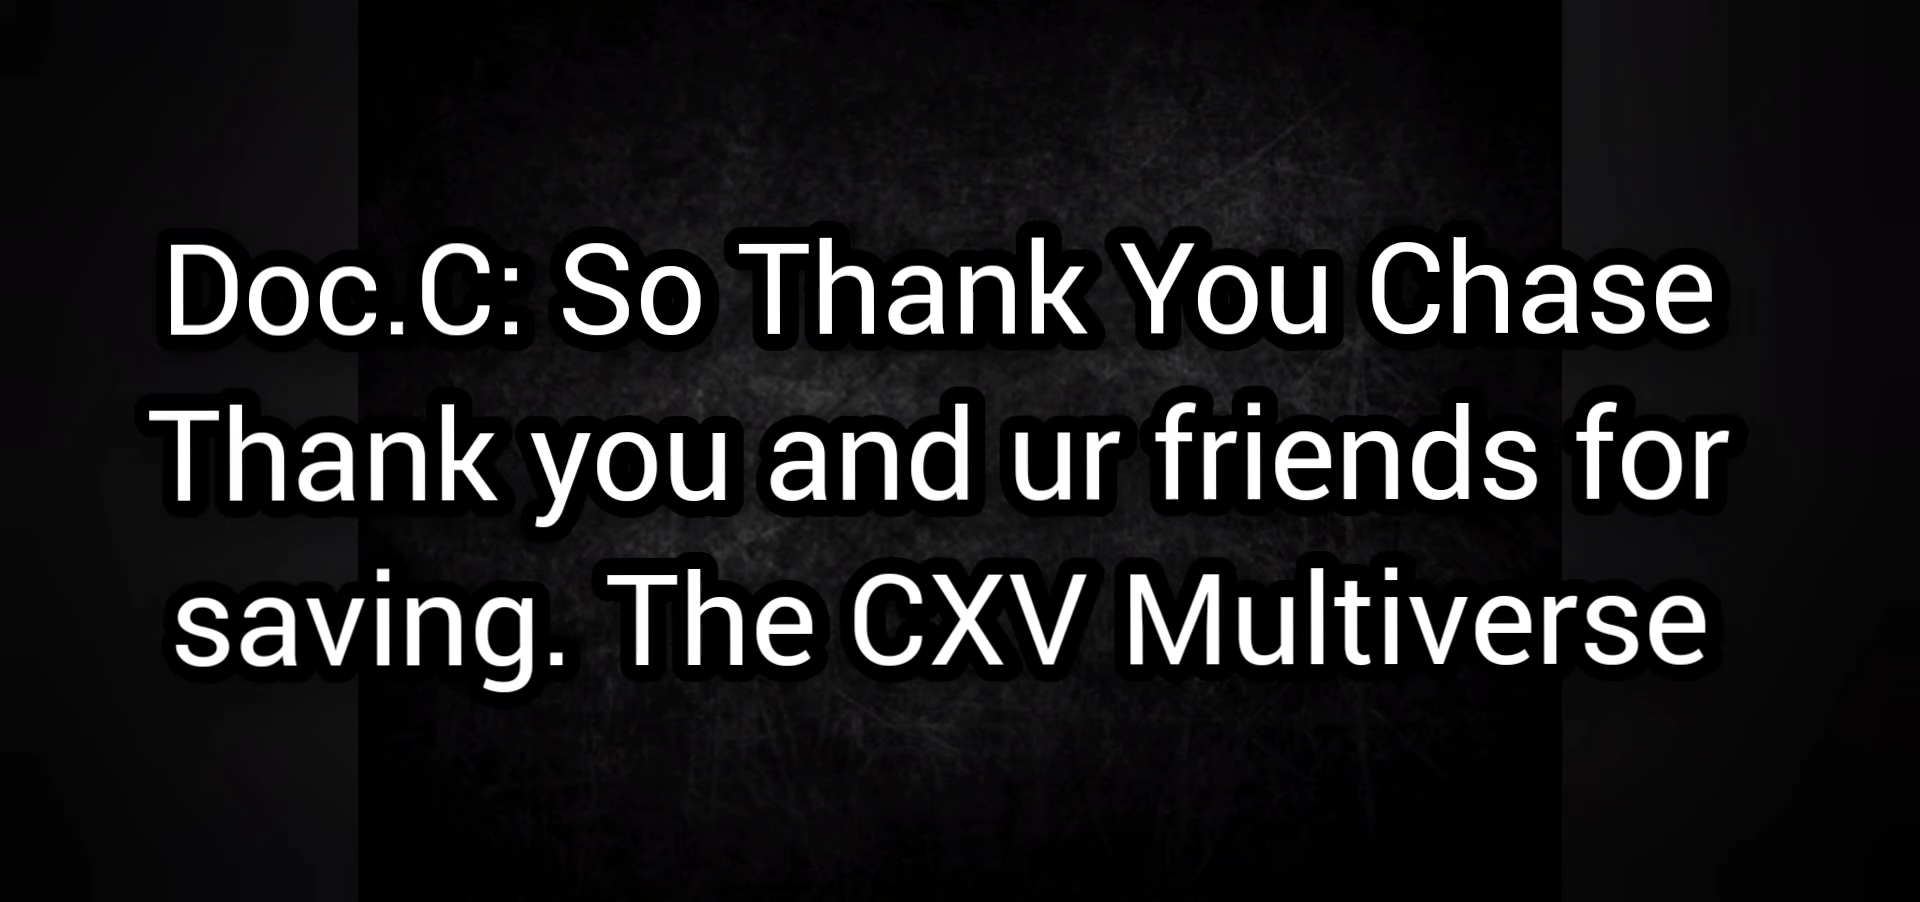 Doc.C: So Thank You Chase
Thank you and ur friends for
saving. The CXV Multiverse